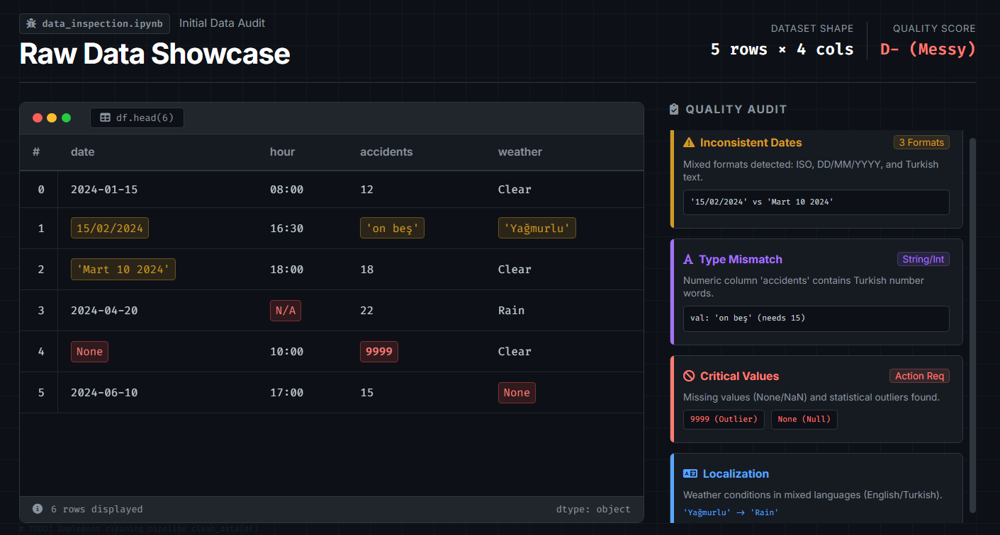 data_inspection.ipynb Initial Data Audit
Raw Data Showcase
DATASET SHAPE
5 rows × 4 cols
QUALITY SCORE
D- (Messy)
df.head(6)
# date hour accidents weather
0 2024-01-15 08:00 12 Clear
1 15/02/2024 16:30 'on beş' 'Yağmurlu'
2 'Mart 10 2024' 18:00 18 Clear
3 2024-04-20 N/A 22 Rain
4 None 10:00 9999 Clear
5 2024-06-10 17:00 15 None
6 rows displayed dtype: object
# TODO: Implement cleaning pipeline clean_data(df)
QUALITY AUDIT
Inconsistent Dates 3 Formats
Mixed formats detected: ISO, DD/MM/YYYY, and Turkish
text.
'15/02/2024' vs 'Mart 10 2024'
Type Mismatch String/Int
Numeric column 'accidents' contains Turkish number
words.
val: 'on beş' (needs 15)
Critical Values Action Req
Missing values (None/NaN) and statistical outliers found.
9999 (Outlier) None (Null)
Localization
Weather conditions in mixed languages (English/Turkish).
'Yağmurlu' → 'Rain'